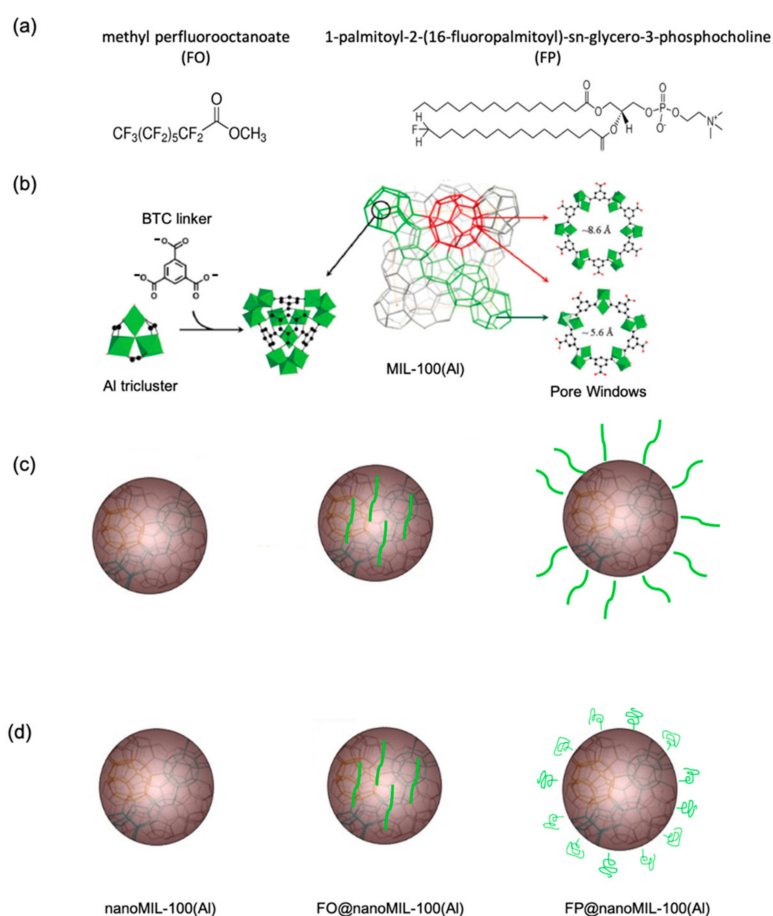 (a)
methyl perfluorooctanoate
(FO)
1-palmitoyl-2-(16-fluoropalmitoyl)-sn-glycero-3-phosphocholine
(FP)
CF3(CF2)5CF2
O
OCH3
F
H
O
O
O
H
O
P
O
O-
O
N+
(b)
BTC linker
O
O
O
O
O
O
Al tricluster
MIL-100(Al)
~8.6 Å
~5.6 Å
Pore Windows
(c)
(d)
nanoMIL-100(Al)
FO@nanoMIL-100(Al)
FP@nanoMIL-100(Al)